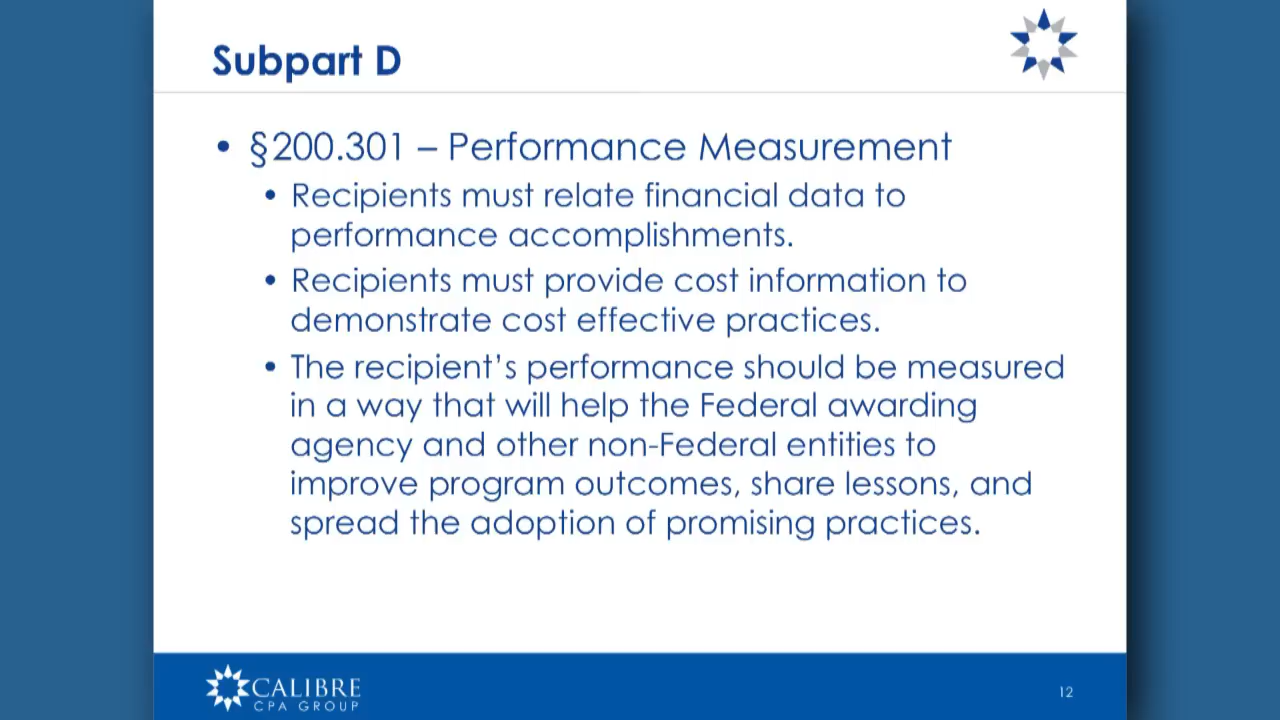 Subpart D
• §200.301 – Performance Measurement
• Recipients must relate financial data to
performance accomplishments.
• Recipients must provide cost information to
demonstrate cost effective practices.
• The recipient’s performance should be measured
in a way that will help the Federal awarding
agency and other non-Federal entities to
improve program outcomes, share lessons, and
spread the adoption of promising practices.
CALIBRE
CPA GROUP
12